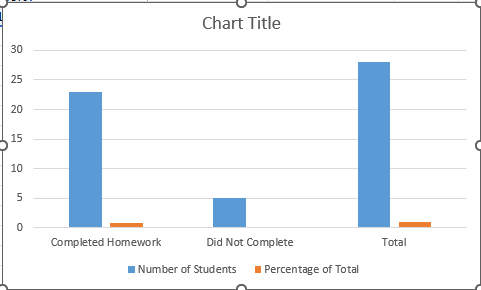 Chart Title
30
25
20
15
10
5
0
Completed Homework Did Not Complete Total
Number of Students Percentage of Total